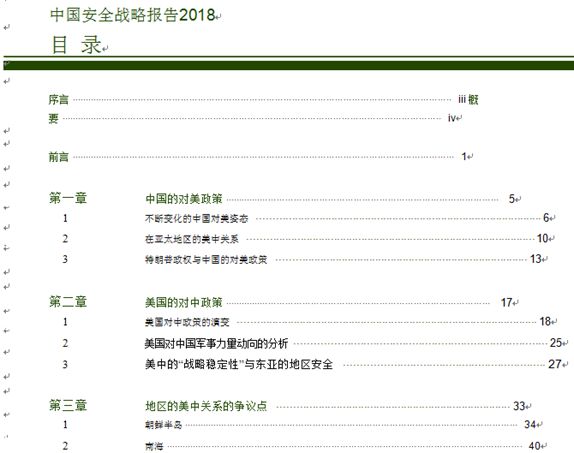 中国安全战略报告2018
目 录
序言 iii 概
要 iv
前言 1
第一章 中国的对美政策 5
1 不断变化的中国对美姿态 6
2 在亚太地区的美中关系 10
3 特朗普政权与中国的对美政策 13
第二章 美国的对中政策 17
1 美国对中政策的演变 18
2 美国对中国军事力量动向的分析 25
3 美中的“战略稳定性”与东亚的地区安全 27
第三章 地区的美中关系的争议点 33
1 朝鲜半岛 34
2 南海 40